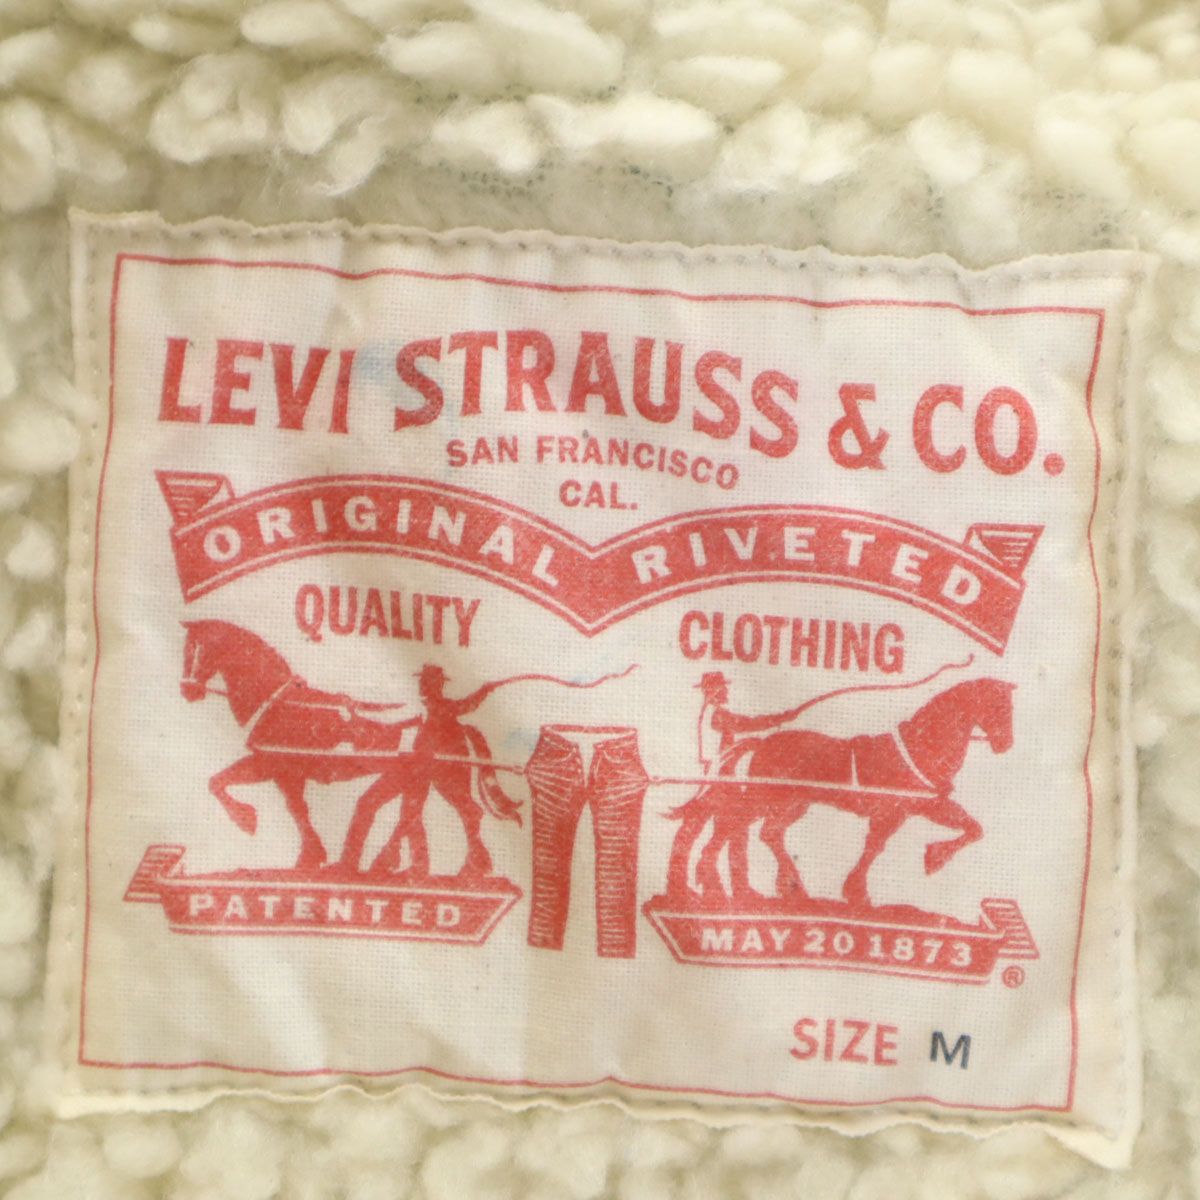 LEVI STRAUSS & CO.
SAN FRANCISCO
CAL.
ORIGINAL RIVETED
QUALITY CLOTHING
PATENTED MAY 20 1873
®
SIZE M